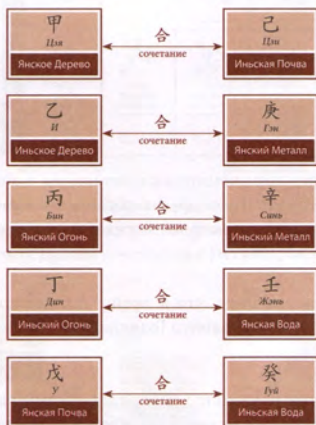 甲
Цзя
Янское Дерево
合
сочетание
己
Цзи
Иньская Почва
乙
И
Иньское Дерево
合
сочетание
庚
Гэн
Янский Металл
丙
Бин
Янский Огонь
合
сочетание
辛
Синь
Иньский Металл
丁
Дин
Иньский Огонь
合
сочетание
壬
Жэнь
Янская Вода
戊
У
Янская Почва
合
сочетание
癸
Гуй
Иньская Вода